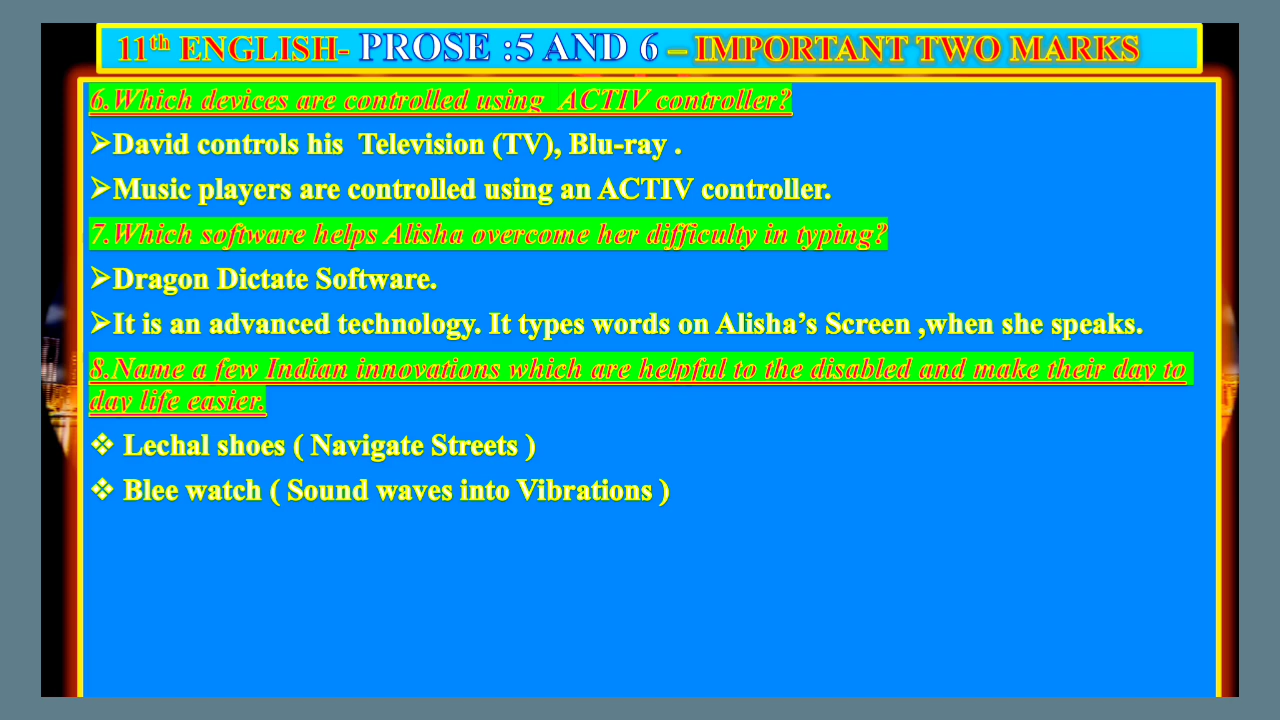 11th ENGLISH- PROSE :5 AND 6 – IMPORTANT TWO MARKS
6.Which devices are controlled using ACTIV controller?
➢David controls his Television (TV), Blu-ray .
➢Music players are controlled using an ACTIV controller.
7.Which software helps Alisha overcome her difficulty in typing?
➢Dragon Dictate Software.
➢It is an advanced technology. It types words on Alisha’s Screen ,when she speaks.
8.Name a few Indian innovations which are helpful to the disabled and make their day to
day life easier.
❖ Lechal shoes ( Navigate Streets )
❖ Blee watch ( Sound waves into Vibrations )